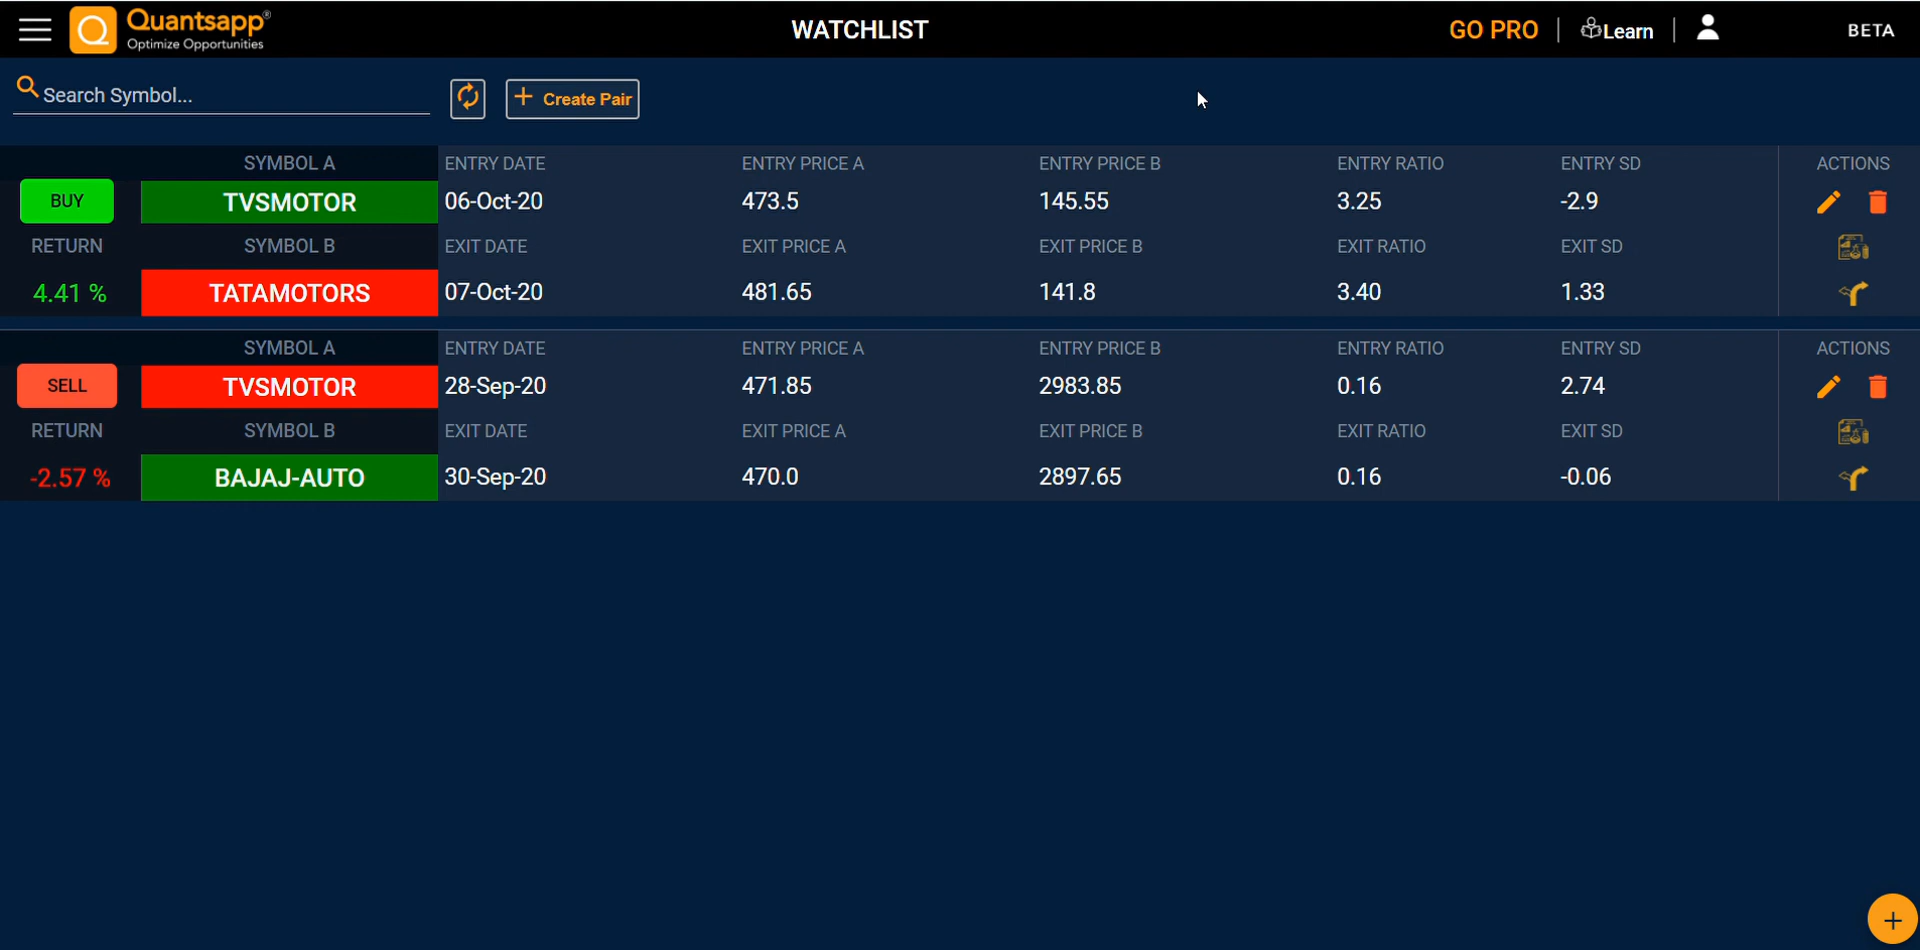 Quantsapp®
Optimize Opportunities
WATCHLIST
GO PRO
Learn
BETA
Search Symbol...
Create Pair
SYMBOL A ENTRY DATE ENTRY PRICE A ENTRY PRICE B ENTRY RATIO ENTRY SD ACTIONS
BUY TVSMOTOR 06-Oct-20 473.5 145.55 3.25 -2.9
RETURN SYMBOL B EXIT DATE EXIT PRICE A EXIT PRICE B EXIT RATIO EXIT SD
4.41 % TATAMOTORS 07-Oct-20 481.65 141.8 3.40 1.33
SYMBOL A ENTRY DATE ENTRY PRICE A ENTRY PRICE B ENTRY RATIO ENTRY SD ACTIONS
SELL TVSMOTOR 28-Sep-20 471.85 2983.85 0.16 2.74
RETURN SYMBOL B EXIT DATE EXIT PRICE A EXIT PRICE B EXIT RATIO EXIT SD
-2.57 % BAJAJ-AUTO 30-Sep-20 470.0 2897.65 0.16 -0.06